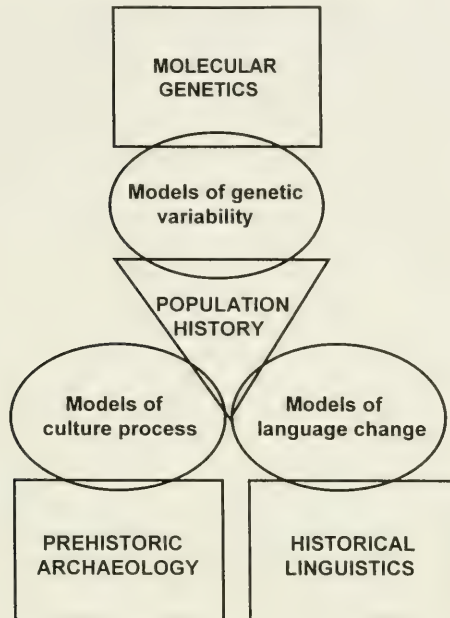 MOLECULAR
GENETICS
Models of genetic
variability
POPULATION
HISTORY
Models of
culture process
Models of
language change
PREHISTORIC
ARCHAEOLOGY
HISTORICAL
LINGUISTICS